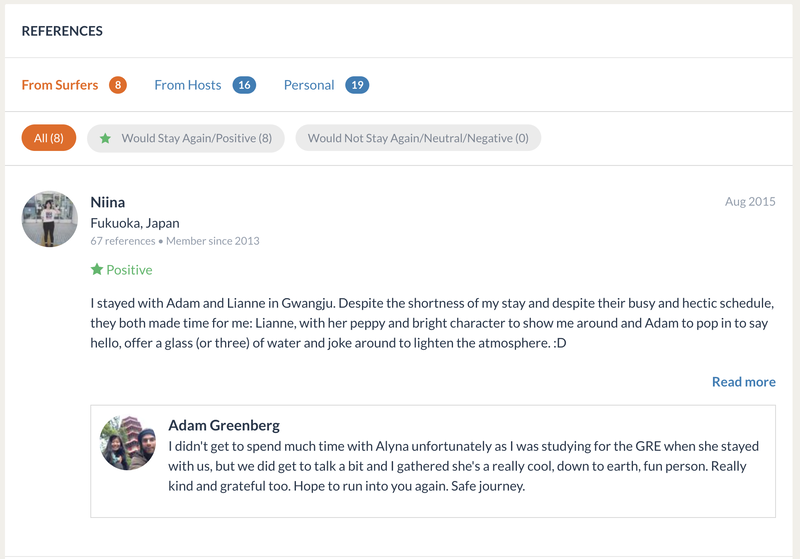 REFERENCES
From Surfers 8 From Hosts 16 Personal 19
All (8) Would Stay Again/Positive (8) Would Not Stay Again/Neutral/Negative (0)
Niina Aug 2015
Fukuoka, Japan
67 references • Member since 2013
Positive
I stayed with Adam and Lianne in Gwangju. Despite the shortness of my stay and despite their busy and hectic schedule,
they both made time for me: Lianne, with her peppy and bright character to show me around and Adam to pop in to say
hello, offer a glass (or three) of water and joke around to lighten the atmosphere. :D
Read more
Adam Greenberg
I didn't get to spend much time with Alyna unfortunately as I was studying for the GRE when she stayed
with us, but we did get to talk a bit and I gathered she's a really cool, down to earth, fun person. Really
kind and grateful too. Hope to run into you again. Safe journey.